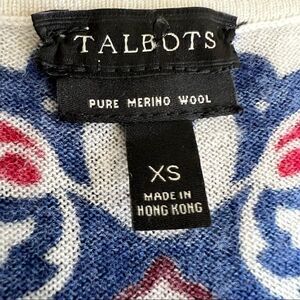 TALBOTS
PURE MERINO WOOL
XS
MADE IN
HONG KONG